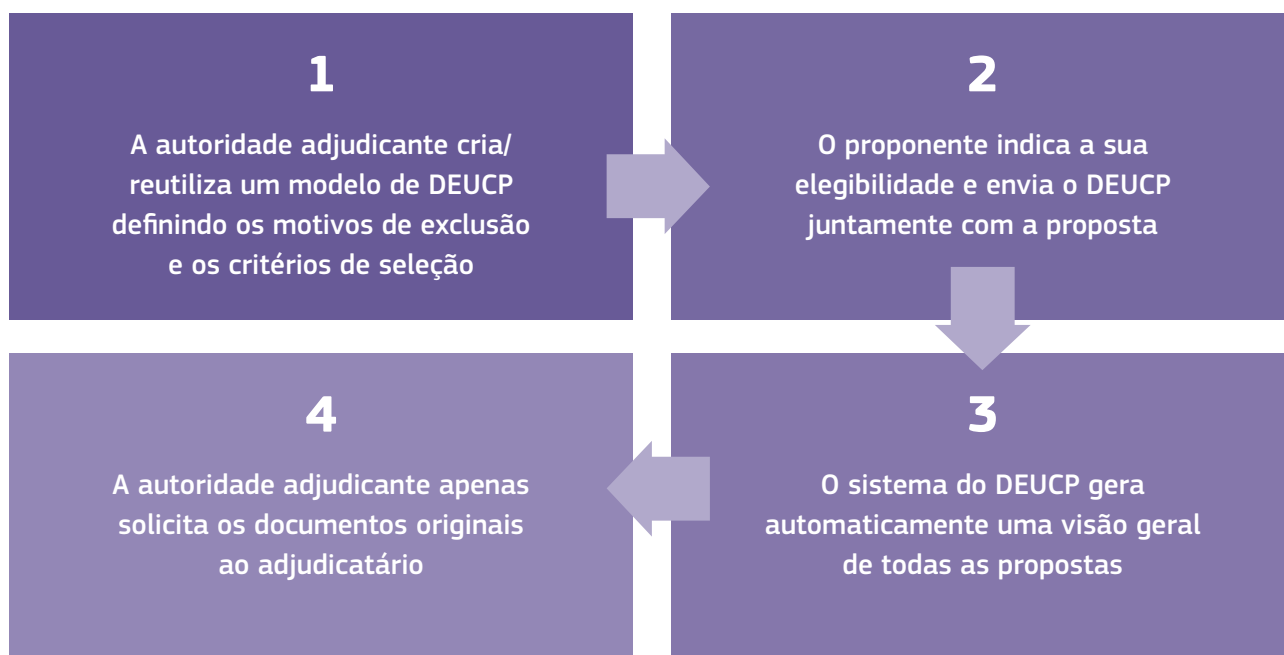 1
A autoridade adjudicante cria/
reutiliza um modelo de DEUCP
definindo os motivos de exclusão
e os critérios de seleção
2
O proponente indica a sua
elegibilidade e envia o DEUCP
juntamente com a proposta
3
O sistema do DEUCP gera
automaticamente uma visão geral
de todas as propostas
4
A autoridade adjudicante apenas
solicita os documentos originais
ao adjudicatário